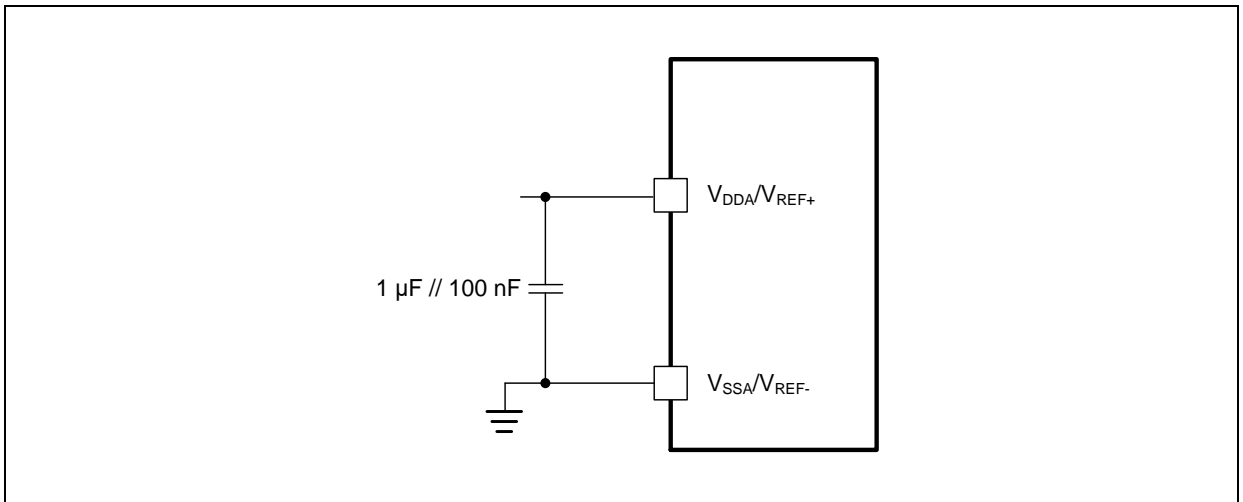 V_DDA/V_REF+
1 µF // 100 nF
V_SSA/V_REF-